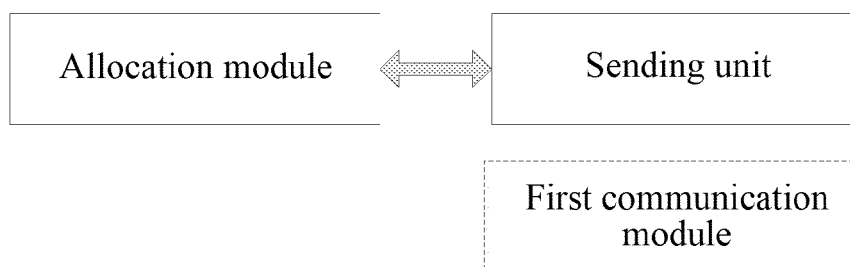 Allocation module
Sending unit
First communication
module